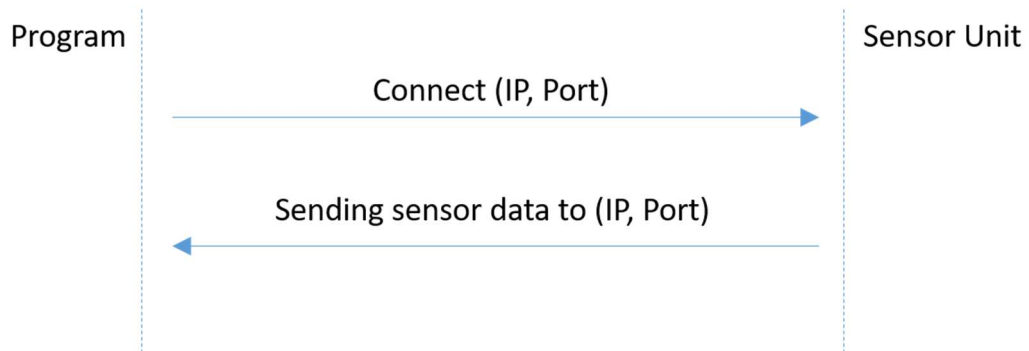 Program
Sensor Unit
Connect (IP, Port)
Sending sensor data to (IP, Port)